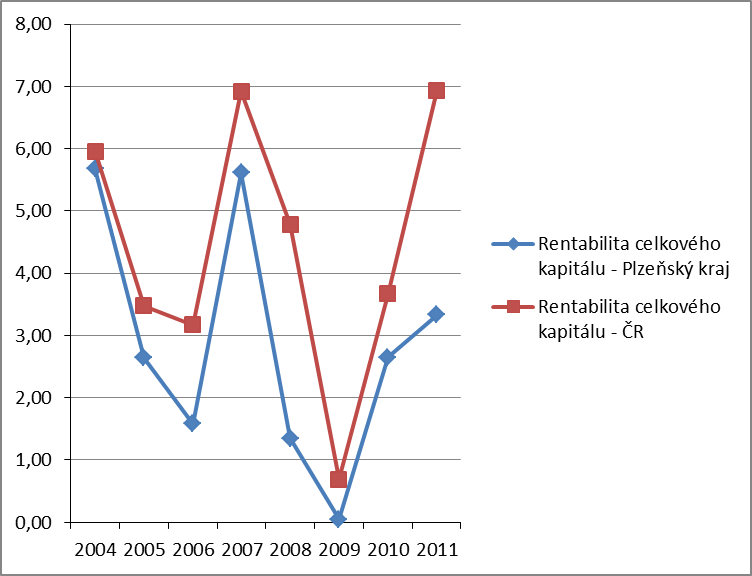 8,00
7,00
6,00
5,00
4,00
3,00
2,00
1,00
0,00
2004 2005 2006 2007 2008 2009 2010 2011
Rentabilita celkového
kapitálu - Plzeňský kraj
Rentabilita celkového
kapitálu - ČR